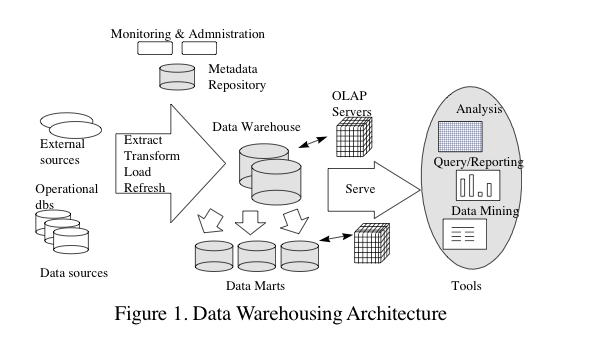 Monitoring & Admnistration
Metadata
Repository
OLAP
Servers
Data Warehouse
External
sources
Extract
Transform
Load
Refresh
Operational
dbs
Serve
Analysis
Query/Reporting
Data Mining
Data sources
Data Marts
Tools
Figure 1. Data Warehousing Architecture